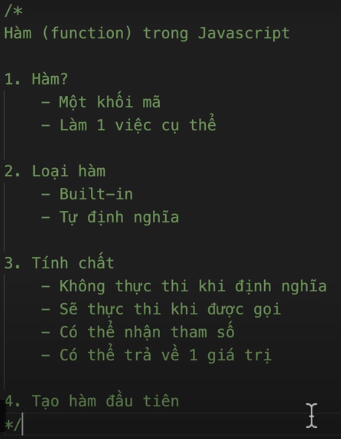 /*
Hàm (function) trong Javascript
1. Hàm?
- Một khối mã
- Làm 1 việc cụ thể
2. Loại hàm
- Built-in
- Tự định nghĩa
3. Tính chất
- Không thực thi khi định nghĩa
- Sẽ thực thi khi được gọi
- Có thể nhận tham số
- Có thể trả về 1 giá trị
4. Tạo hàm đầu tiên
*/